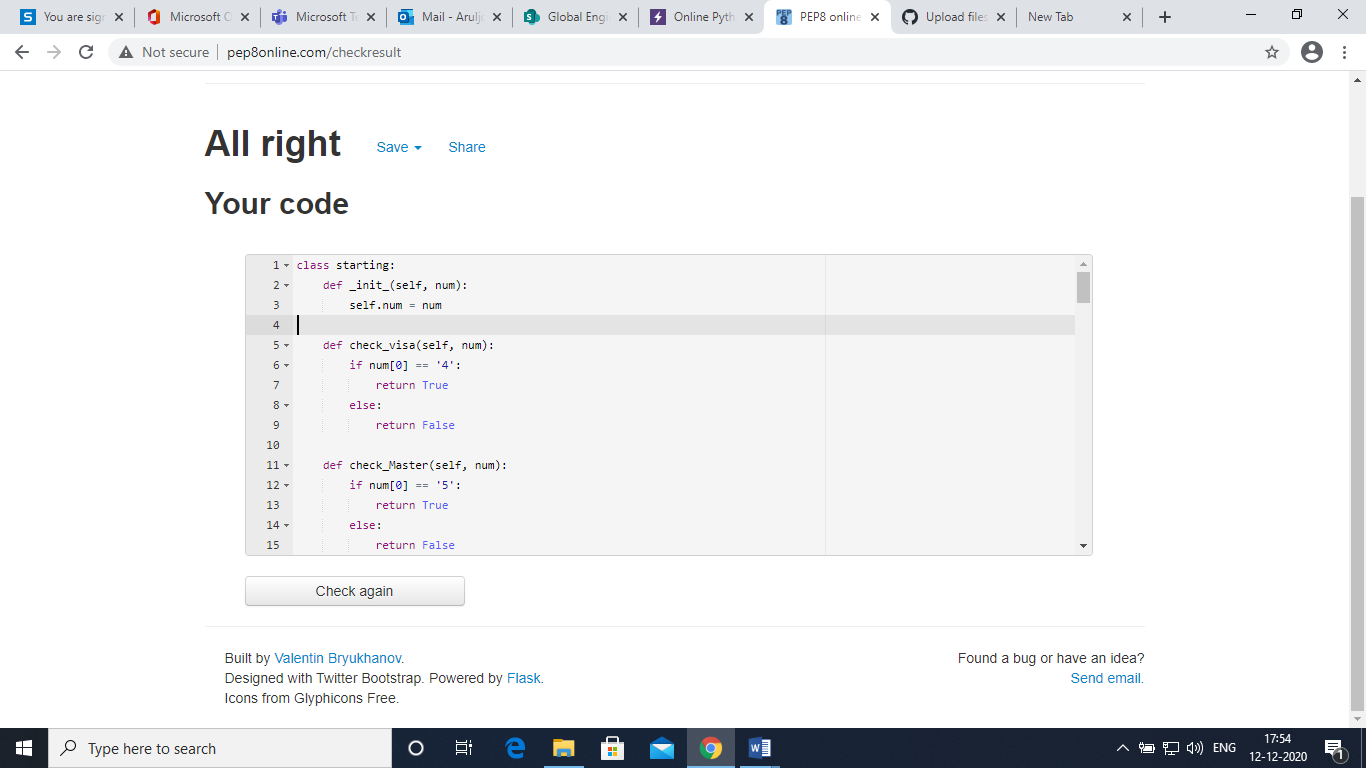 You are sig
Microsoft
Microsoft
Mail - Arulj
Global Eng
Online Pyth
PEP8 online
Upload files
New Tab
Not secure
pep8online.com/checkresult
All right
Save
Share
Your code
1 class starting:
2 def _init_(self, num):
3 self.num = num
4
5 def check_visa(self, num):
6 if num[0] == '4':
7 return True
8 else:
9 return False
10
11 def check_Master(self, num):
12 if num[0] == '5':
13 return True
14 else:
15 return False
Check again
Built by Valentin Bryukhanov.
Designed with Twitter Bootstrap. Powered by Flask.
Icons from Glyphicons Free.
Found a bug or have an idea?
Send email.
Type here to search
ENG
17:54
12-12-2020
1